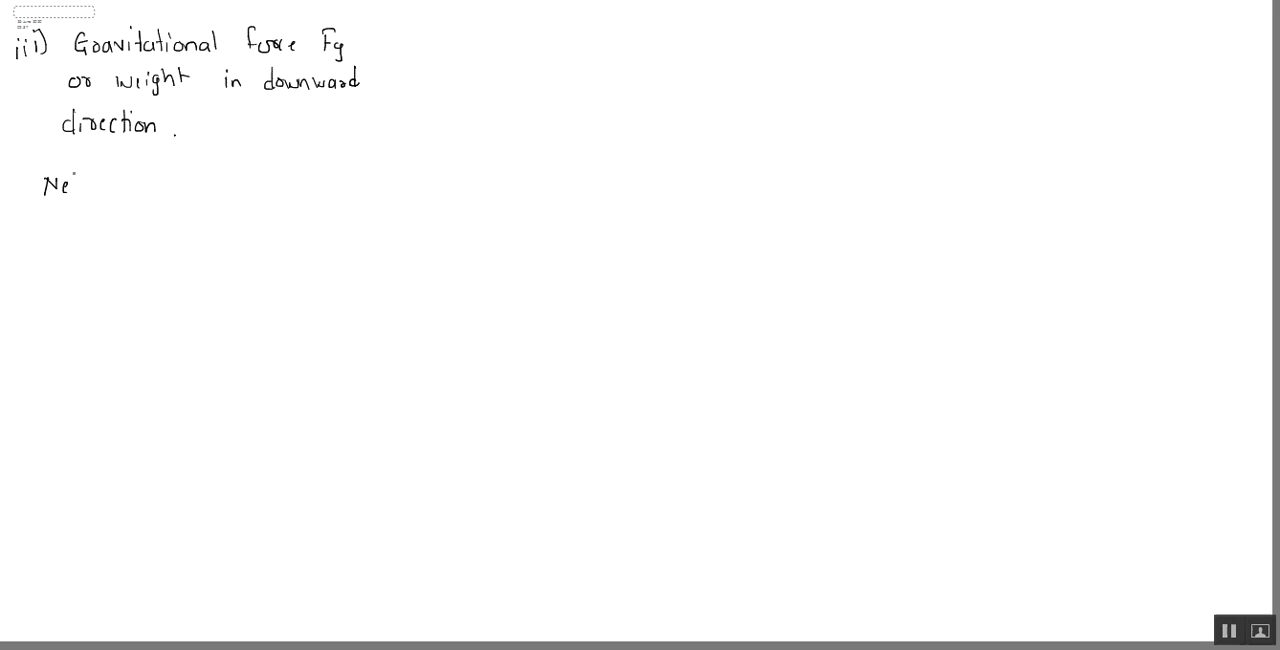 iii) Gravitational force Fg
or weight in downward
direction.
Ne